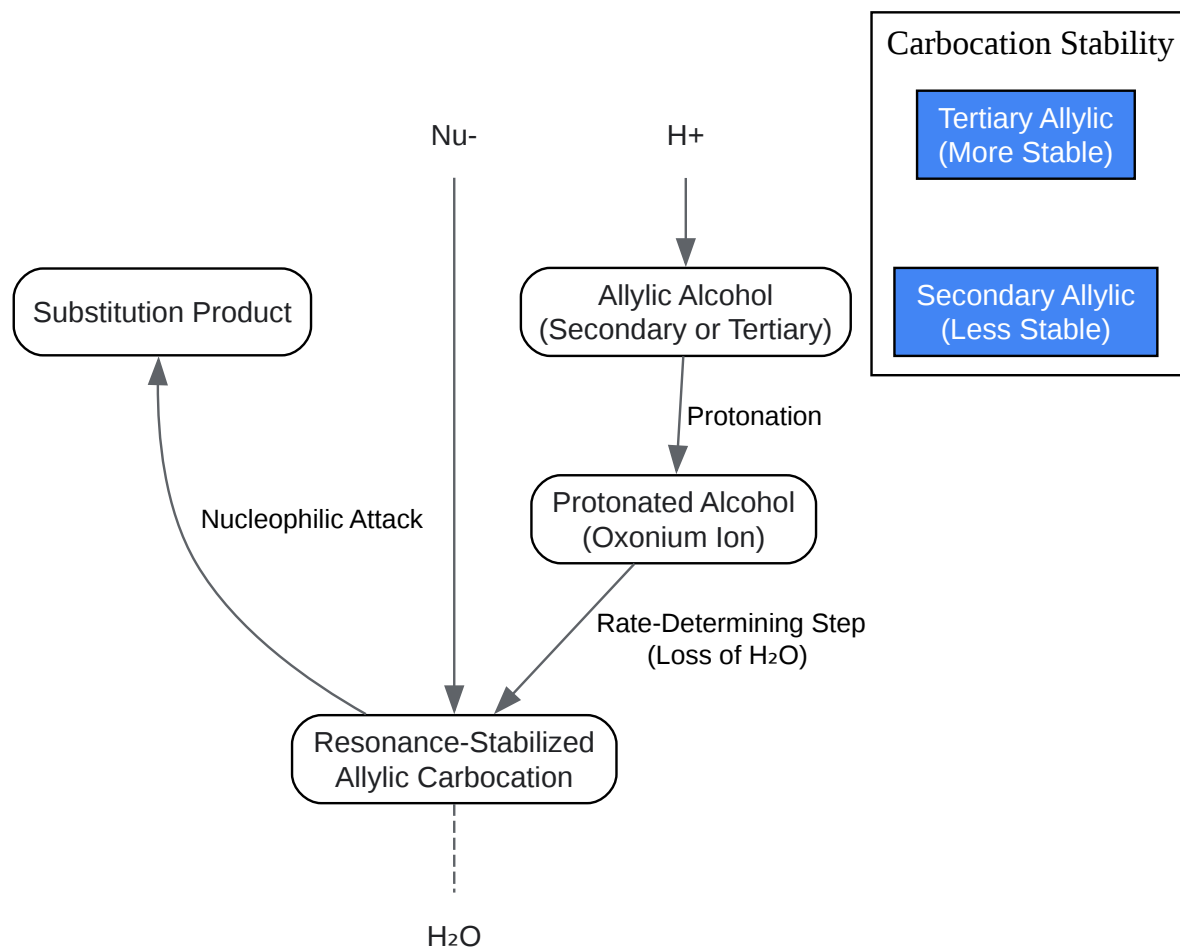 Carbocation Stability
Tertiary Allylic
(More Stable)
Secondary Allylic
(Less Stable)
Nu-
H+
Substitution Product
Allylic Alcohol
(Secondary or Tertiary)
Protonation
Protonated Alcohol
(Oxonium Ion)
Nucleophilic Attack
Rate-Determining Step
(Loss of H₂O)
Resonance-Stabilized
Allylic Carbocation
H₂O